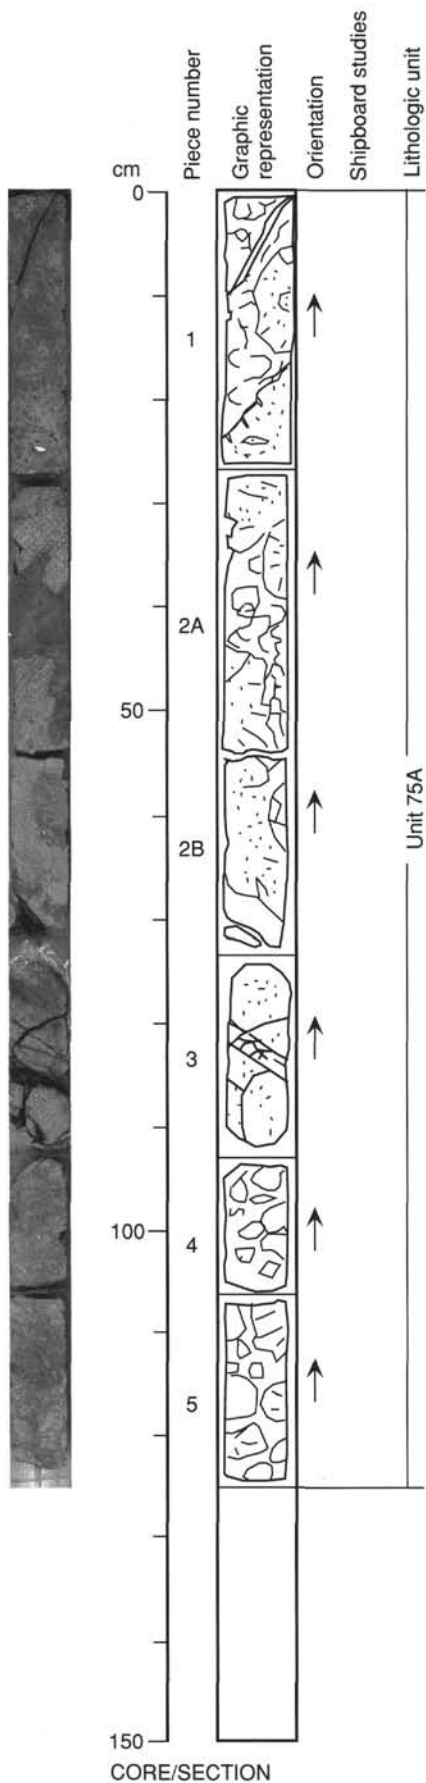 cm
Piece number
Graphic
representation
Orientation
Shipboard studies
Lithologic unit
0
1
2A
50
2B
Unit 75A
3
100
4
5
150
CORE/SECTION